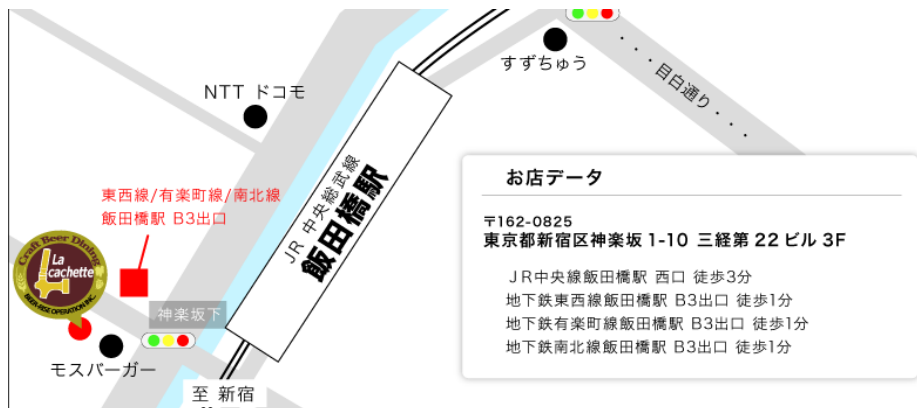 すずちゅう
・・・目白通り・・・
NTT ドコモ
JR 中央総武線
飯田橋駅
東西線/有楽町線/南北線
飯田橋駅 B3出口
Craft Beer Dining
La
cachette
BEER-RISE OPERATION INC.
神楽坂下
モスバーガー
至 新宿
お店データ
〒162-0825
東京都新宿区神楽坂 1-10 三経第 22 ビル 3F
JR中央線飯田橋駅 西口 徒歩3分
地下鉄東西線飯田橋駅 B3出口 徒歩1分
地下鉄有楽町線飯田橋駅 B3出口 徒歩1分
地下鉄南北線飯田橋駅 B3出口 徒歩1分